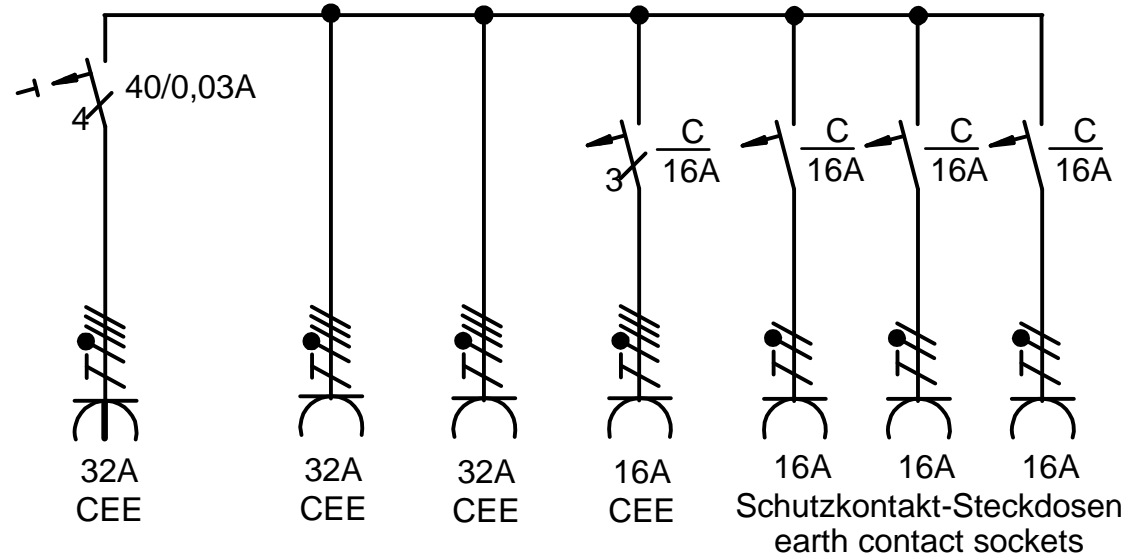 40/0,03A
4
C
16A
3
C
16A
C
16A
C
16A
32A
CEE
32A
CEE
32A
CEE
16A
CEE
16A
16A
16A
Schutzkontakt-Steckdosen
earth contact sockets